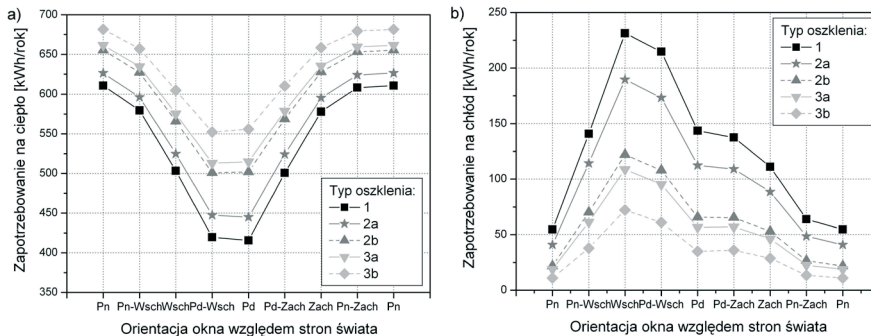 a)
Zapotrzebowanie na ciepło [kWh/rok]
700
650
600
550
500
450
400
350
Typ oszklenia:
1
2a
2b
3a
3b
Pn Pn-Wsch Wsch Pd-Wsch Pd Pd-Zach Zach Pn-Zach Pn
Orientacja okna względem stron świata
b)
Zapotrzebowanie na chłód [kWh/rok]
250
200
150
100
50
0
Typ oszklenia:
1
2a
2b
3a
3b
Pn Pn-Wsch Wsch Pd-Wsch Pd Pd-Zach Zach Pn-Zach Pn
Orientacja okna względem stron świata